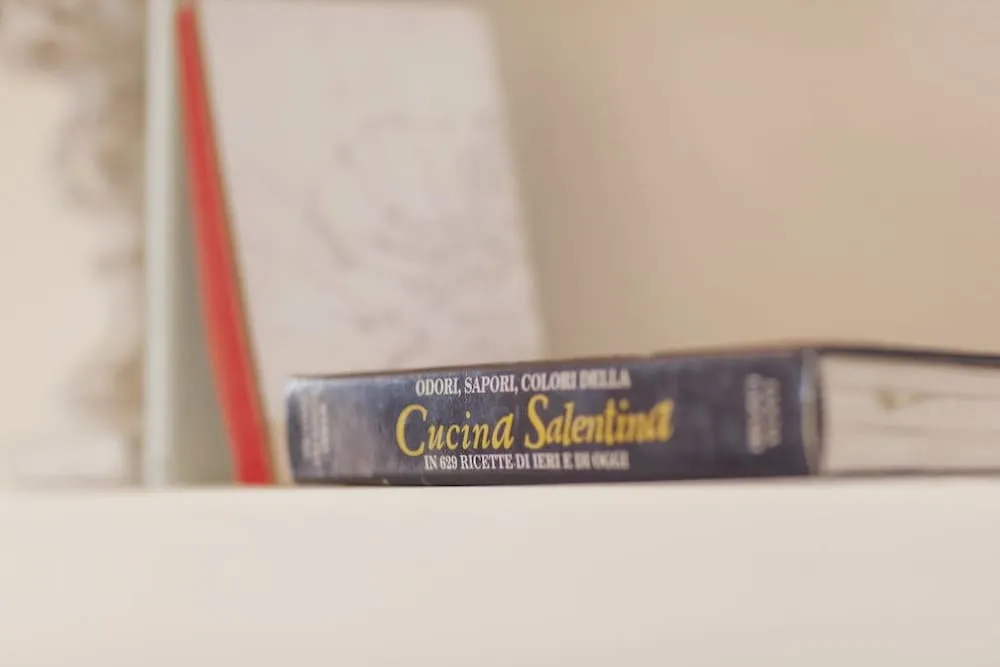 ODORI, SAPORI, COLORI DELLA
Cucina Salentina
IN 629 RICETTE DI IERI E DI OGGI